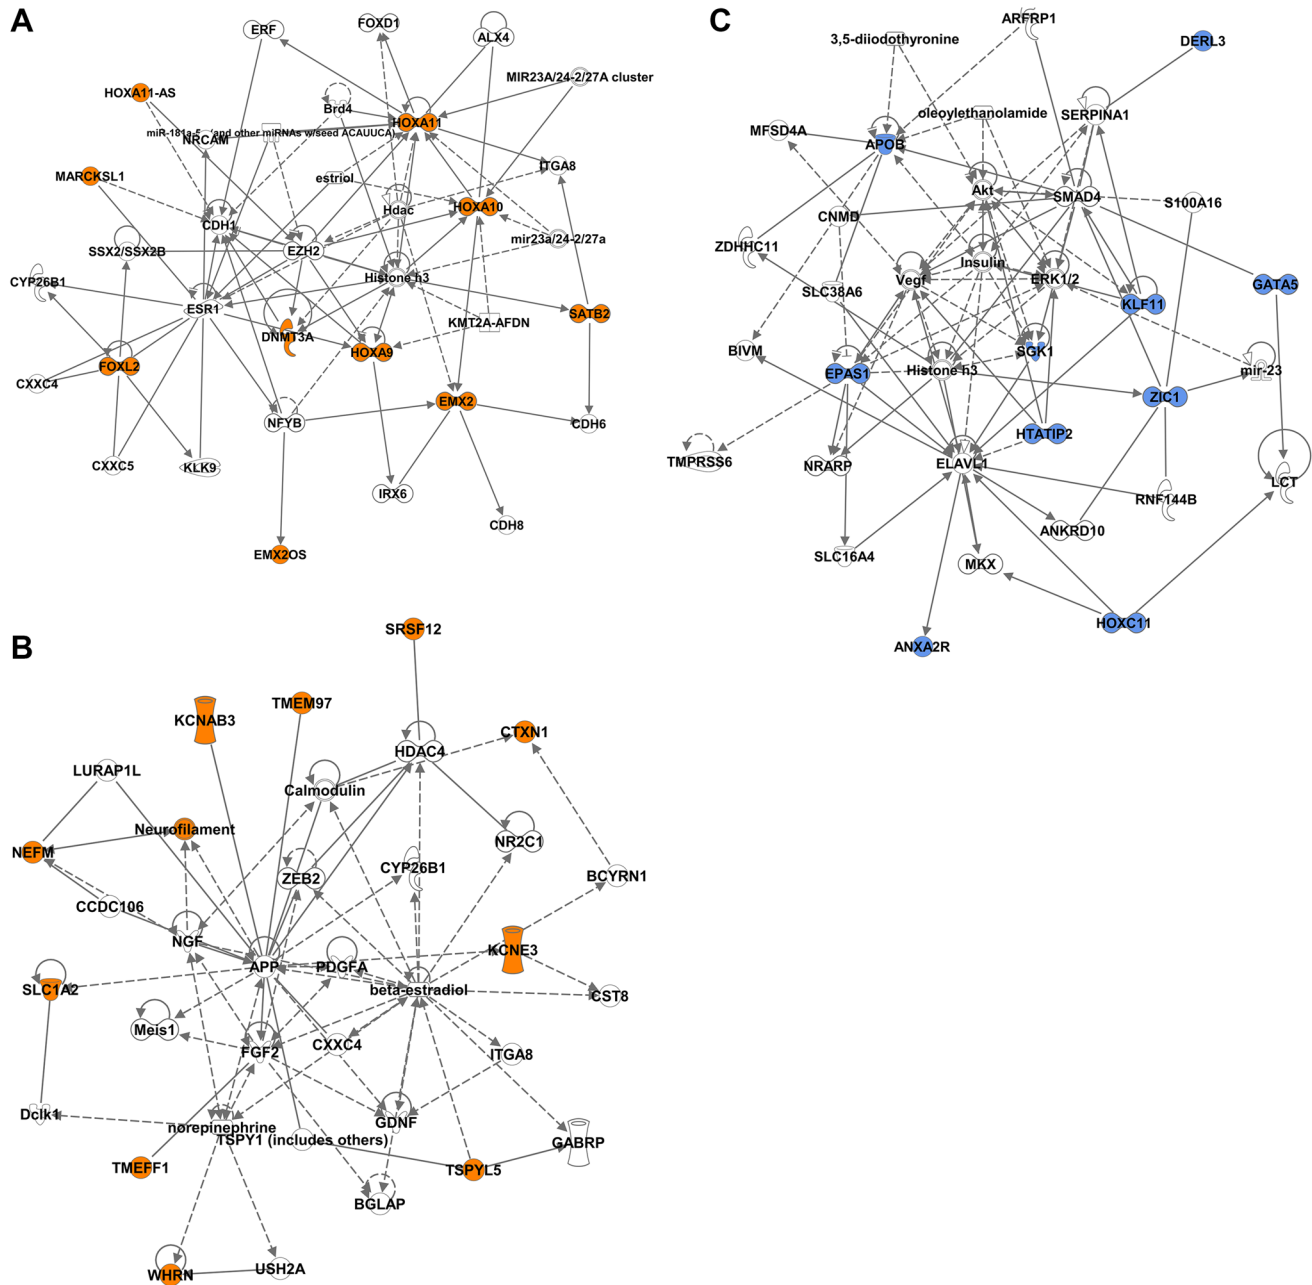 A
ERF
FOXD1
ALX4
MIR23A/24-2/27A cluster
HOXA11-AS
Brd4
HOXA11
miR-181a-5 (and other miRNAs w/seed ACAUUCA)
NRCAM
ITGA8
MARCKSL1
estriol
HOXA10
Hdac
CDH1
mir23a/24-2/27a
SSX2/SSX2B
EZH2
CYP26B1
Histone h3
ESR1
SATB2
KMT2A-AFDN
DNMT3A
HOXA9
FOXL2
CXXC4
EMX2
NFYB
CDH6
CXXC5
KLK9
IRX6
CDH8
EMX2OS
C
ARFRP1
3,5-diiodothyronine
DERL3
oleoylethanolamide
SERPINA1
MFSD4A
APOB
Akt
SMAD4
S100A16
CNMD
ZDHHC11
Insulin
Vegf
ERK1/2
SLC38A6
GATA5
KLF11
BIVM
SGK1
EPAS1
Histone h3
mir-23
ZIC1
HTATIP2
TMPRSS6
NRARP
ELAVL1
LCT
RNF144B
ANKRD10
SLC16A4
MKX
HOXC11
ANXA2R
B
SRSF12
TMEM97
KCNAB3
CTXN1
HDAC4
LURAP1L
Calmodulin
Neurofilament
NR2C1
NEFM
CYP26B1
ZEB2
BCYRN1
CCDC106
NGF
KCNE3
APP
PDGFA
SLC1A2
beta-estradiol
CST8
Meis1
CXXC4
FGF2
ITGA8
Dclk1
GDNF
norepinephrine
TSPY1 (includes others)
GABRP
TMEFF1
TSPYL5
BGLAP
WHRN
USH2A